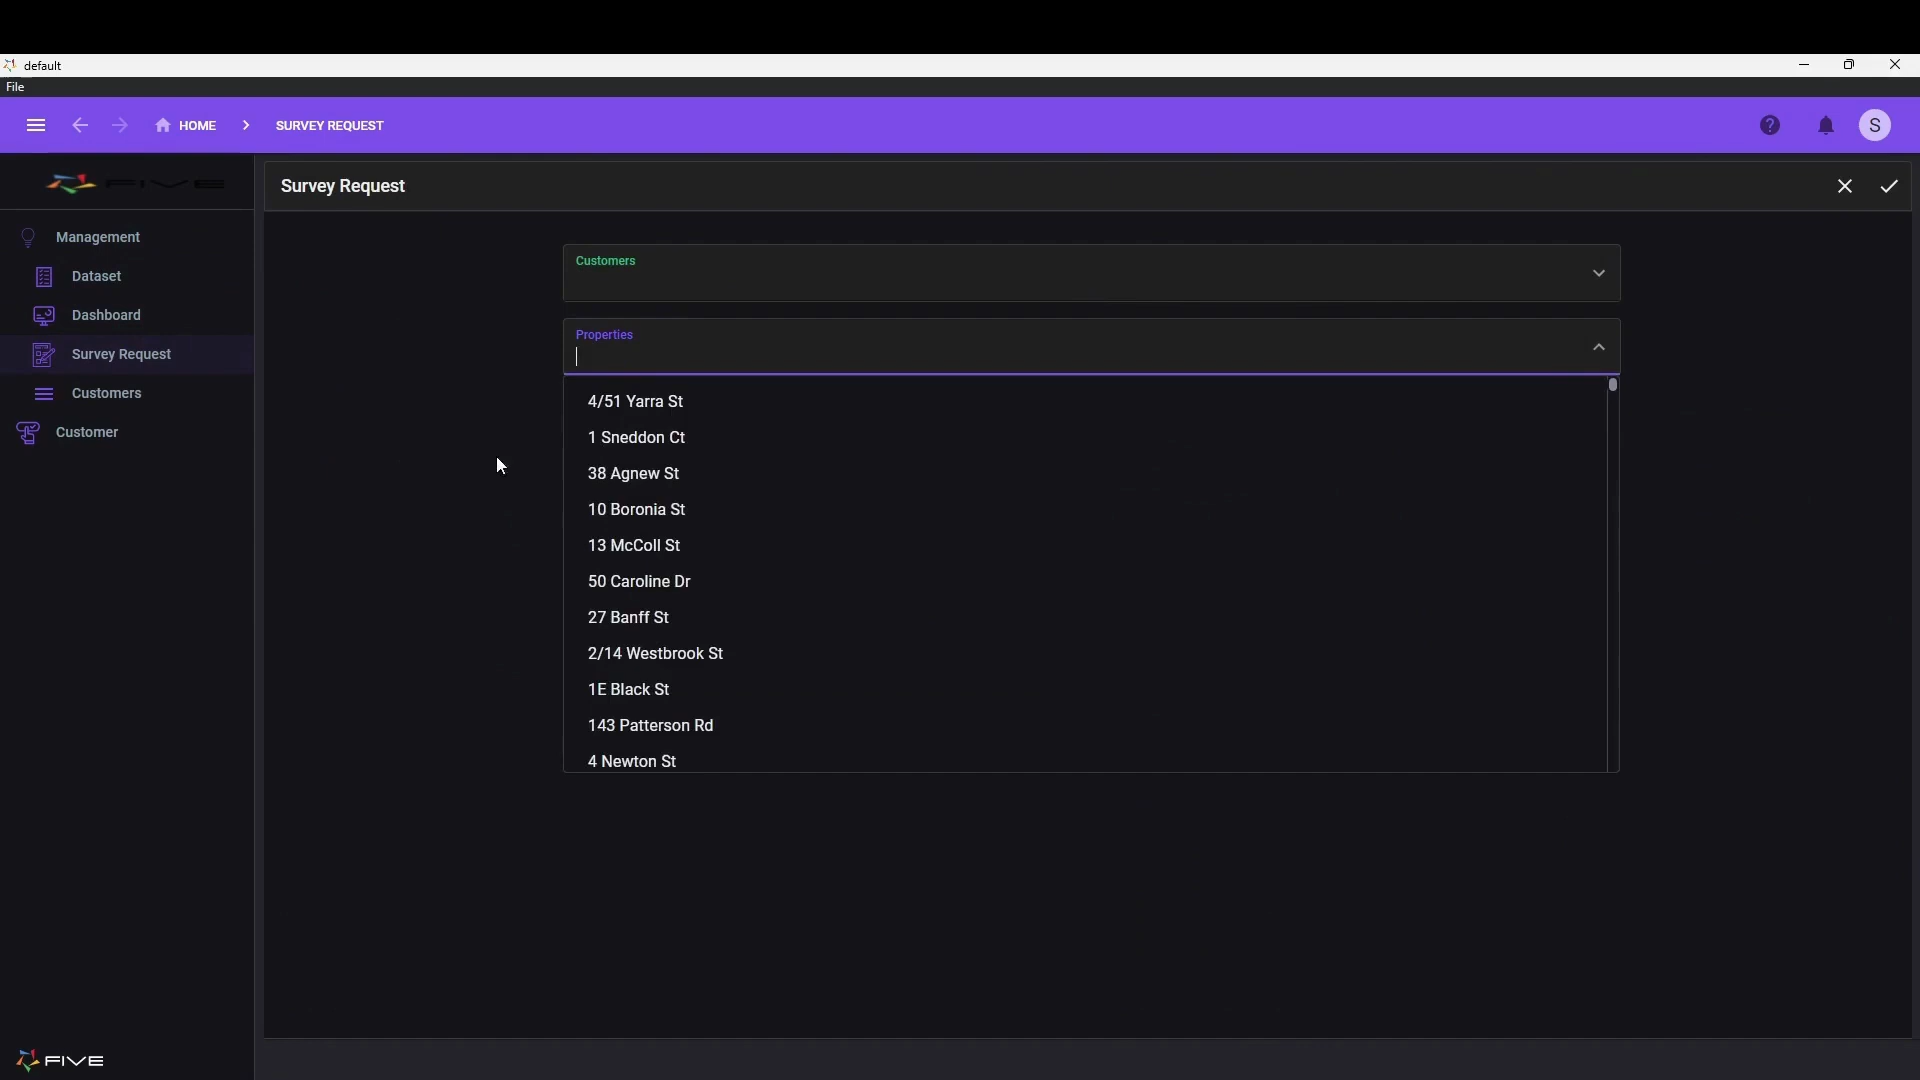 default
File
HOME
SURVEY REQUEST
S
FIVE
Survey Request
Management
Dataset
Dashboard
Survey Request
Customers
Customer
Customers
Properties
4/51 Yarra St
1 Sneddon Ct
38 Agnew St
10 Boronia St
13 McColl St
50 Caroline Dr
27 Banff St
2/14 Westbrook St
1E Black St
143 Patterson Rd
4 Newton St
FIVE